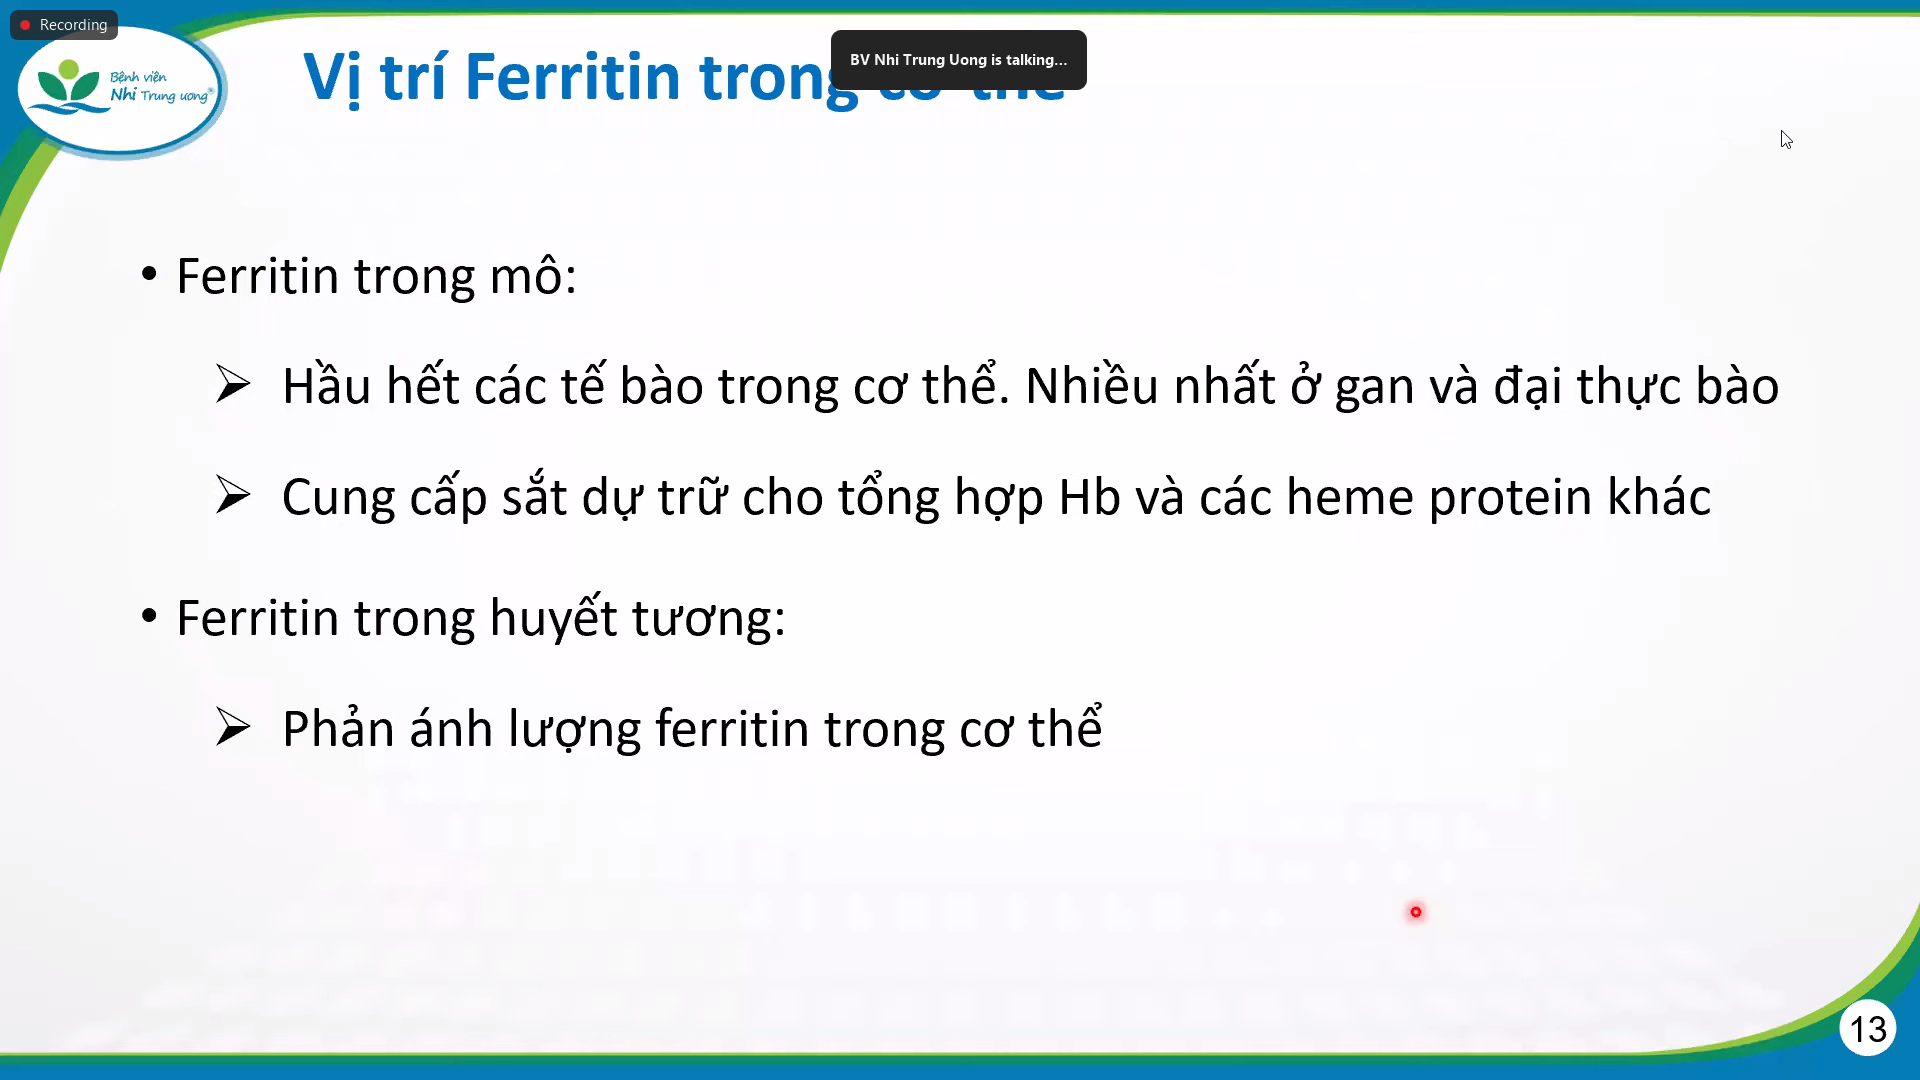 Recording
BV Nhi Trung Uong is talking...
Bệnh viện
Nhi Trung ương
Vị trí Ferritin trong cơ thể
• Ferritin trong mô:
➢ Hầu hết các tế bào trong cơ thể. Nhiều nhất ở gan và đại thực bào
➢ Cung cấp sắt dự trữ cho tổng hợp Hb và các heme protein khác
• Ferritin trong huyết tương:
➢ Phản ánh lượng ferritin trong cơ thể
13